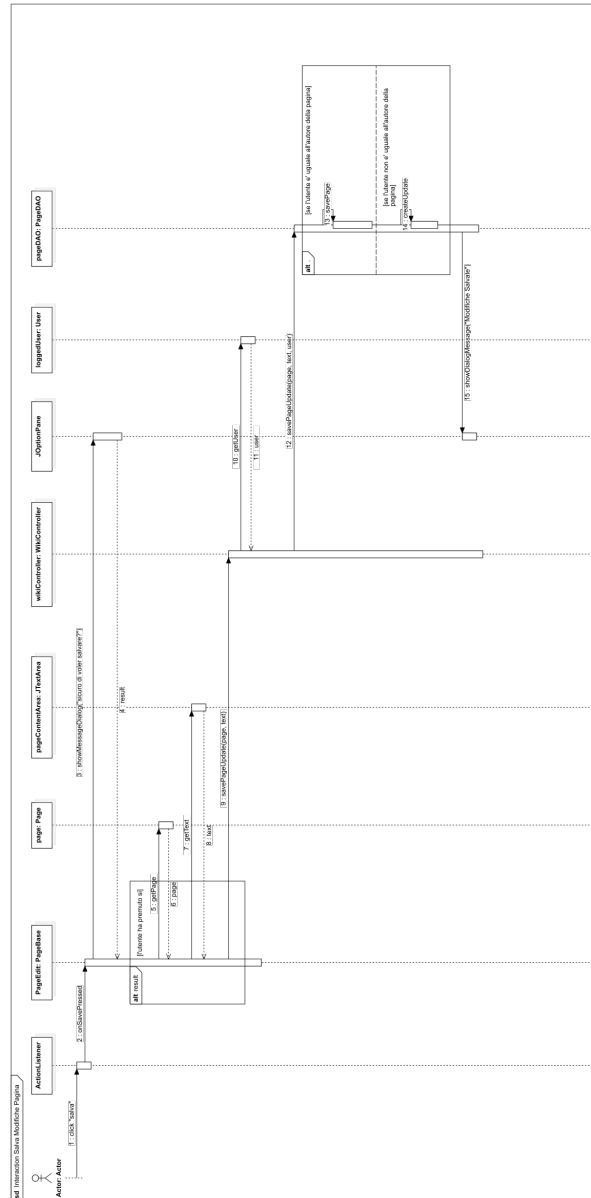 sd Interaction Salva Modifiche Pagina
Actor: Actor
ActionListener
PageEdit: PageBase
page: Page
pageContentArea: JTextArea
wikiController: WikiController
JOptionPane
loggedUser: User
pageDAO: PageDAO
1 : click "salva"
2 : onSavePressed
3 : showMessageDialog("sicuro di voler salvare?")
4 : result
alt result
[l'utente ha premuto si]
5 : getPage
6 : page
7 : getText
8 : text
9 : savePageUpdate(page, text)
10 : getUser
11 : user
12 : savePageUpdate(page, text, user)
alt .
[se l'utente e' uguale all'autore della pagina]
13 : savePage
[se l'utente non e' uguale all'autore della
pagina]
14 : createUpdate
15 : showDialogMessage("Modifiche Salvate")